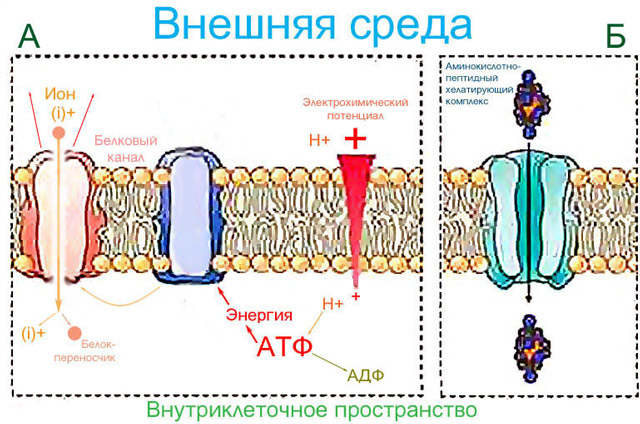 Внешняя среда
А
Б
Ион
(i)+
Белковый
канал
Электрохимический
потенциал
H+
+
Аминокислотно-
пептидный
хелатирующий
комплекс
(i)+
Белок-
переносчик
Энергия
АТФ
АДФ
H+
+
Внутриклеточное пространство